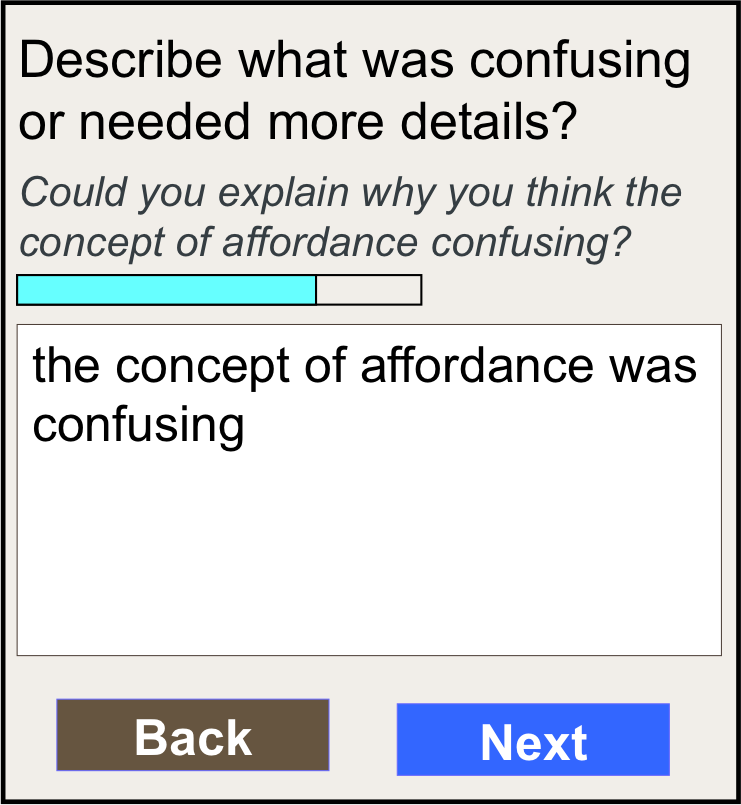 Describe what was confusing
or needed more details?
Could you explain why you think the
concept of affordance confusing?
the concept of affordance was
confusing
Back
Next